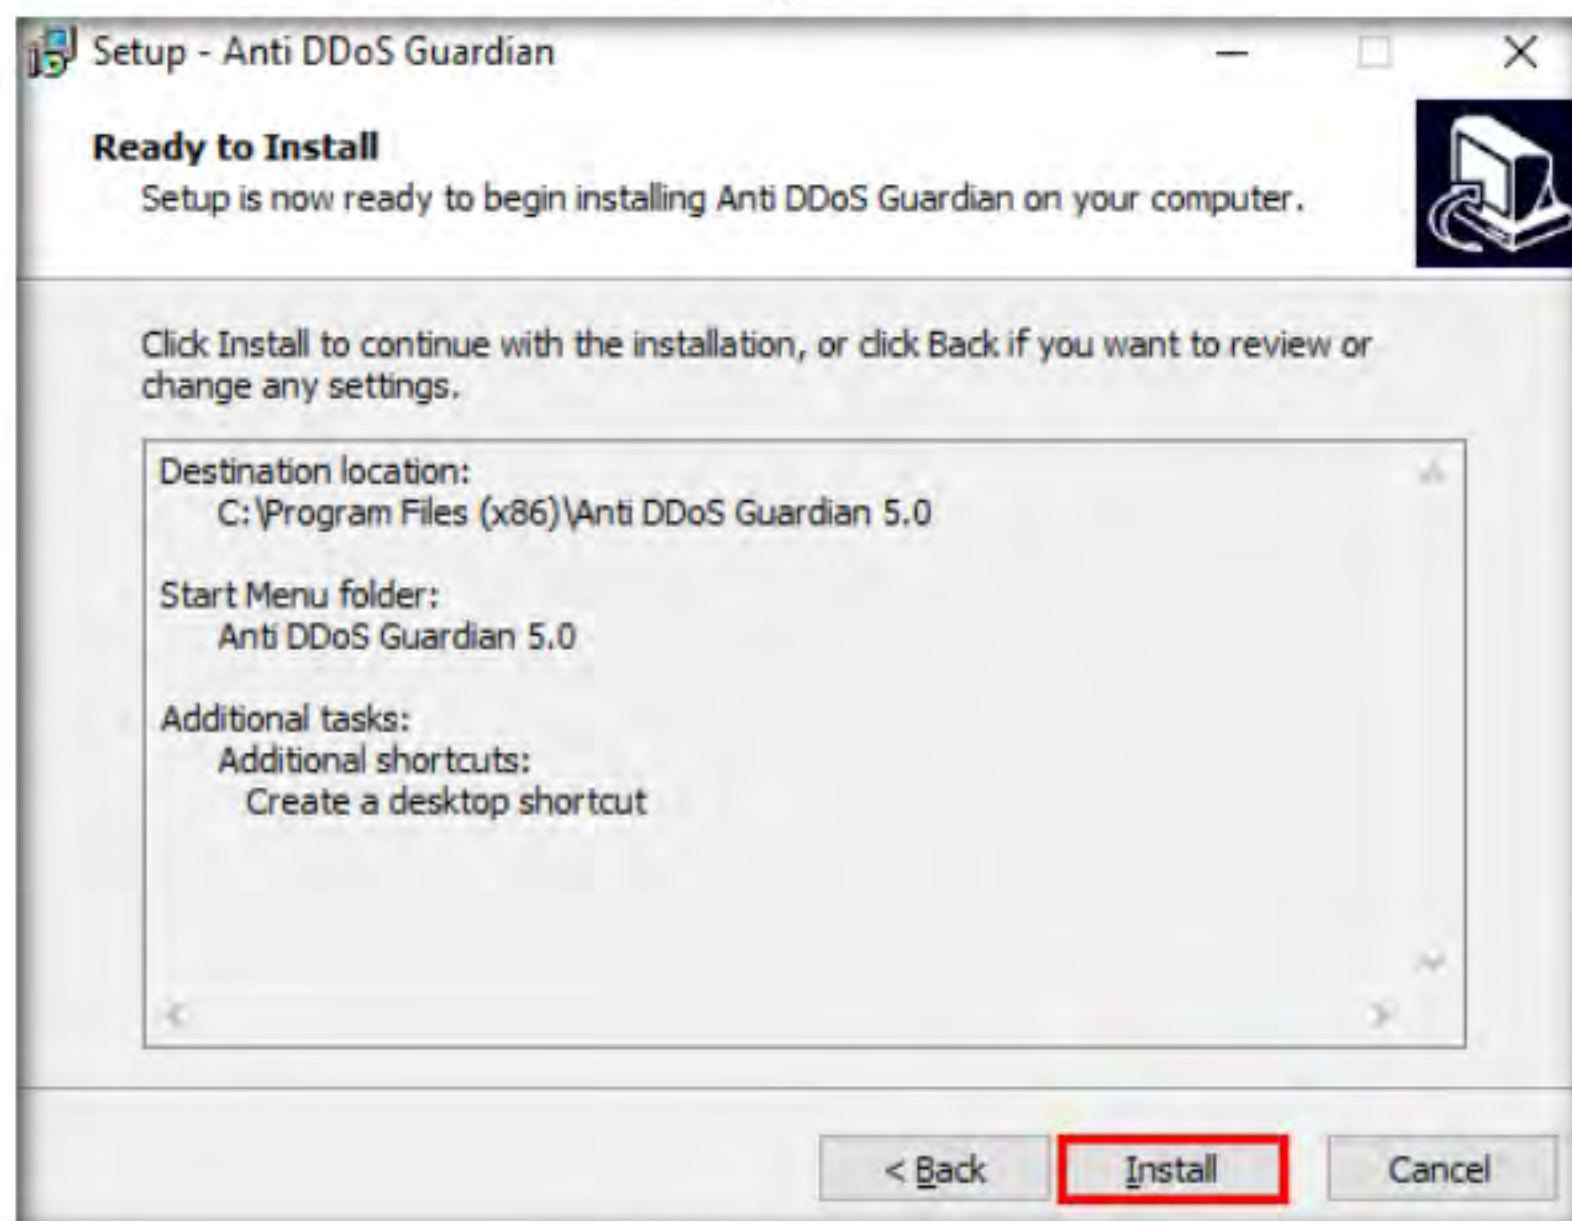 Setup - Anti DDoS Guardian
Ready to Install
Setup is now ready to begin installing Anti DDoS Guardian on your computer.
Click Install to continue with the installation, or click Back if you want to review or
change any settings.
Destination location:
C:\Program Files (x86)\Anti DDoS Guardian 5.0
Start Menu folder:
Anti DDoS Guardian 5.0
Additional tasks:
Additional shortcuts:
Create a desktop shortcut
< Back
Install
Cancel